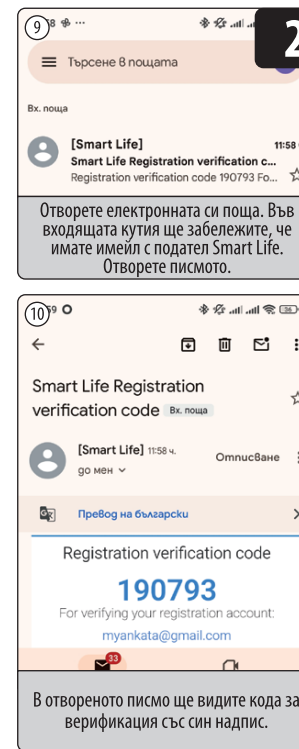 9
2
Търсене в пощата
Вх. поща
[Smart Life] 11:58
Smart Life Registration verification c...
Registration verification code 190793 Fo...
Отворете електронната си поща. Във
входящата кутия ще забележите, че
имате имейл с подател Smart Life.
Отворете писмото.
10
Smart Life Registration
verification code Вх. поща
[Smart Life] 11:58 ч. Отписване
до мен
Превод на български
Registration verification code
190793
For verifying your registration account:
myankata@gmail.com
33
В отвореното писмо ще видите кода за
верификация със син надпис.